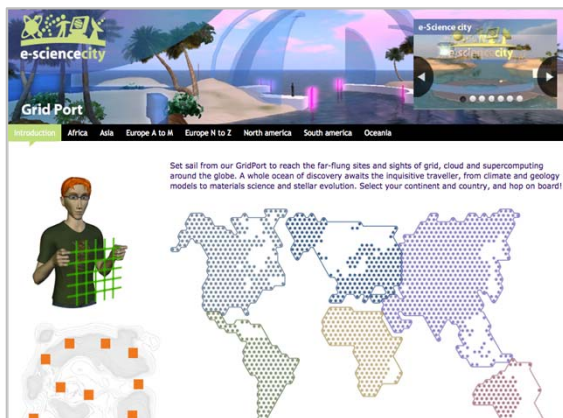 e-sciencecity
e-Science city
Grid Port
Introduction Africa Asia Europe A to M Europe N to Z North america South america Oceania
Set sail from our GridPort to reach the far-flung sites and sights of grid, cloud and supercomputing
around the globe. A whole ocean of discovery awaits the inquisitive traveller, from climate and geology
models to materials science and stellar evolution. Select your continent and country, and hop on board!